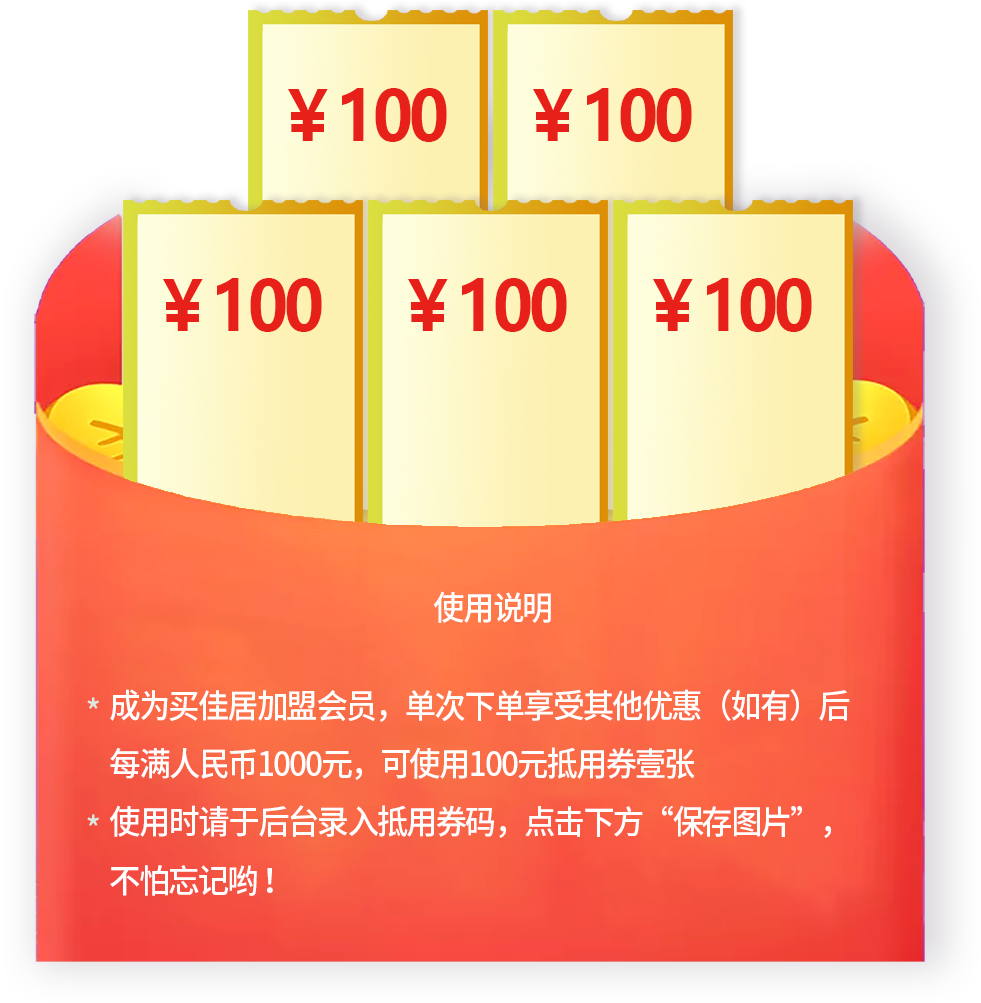 ¥100
¥100
¥100
¥100
¥100
使用说明
* 成为买佳居加盟会员，单次下单享受其他优惠（如有）后
每满人民币1000元，可使用100元抵用券壹张
* 使用时请于后台录入抵用券码，点击下方“保存图片”，
不怕忘记哟！